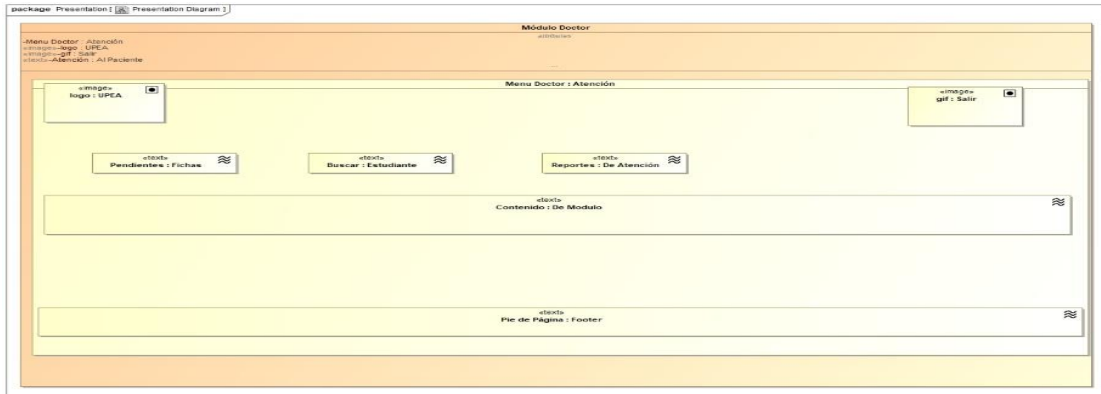 package Presentation [ Presentation Diagram ]
Módulo Doctor
attributes
-Menu Doctor : Atención
«image»-logo : UPEA
«image»-gif : Salir
«text»-Atención : Al Paciente
Menu Doctor : Atención
«image»
logo : UPEA
«image»
gif : Salir
«text»
Pendientes : Fichas
«text»
Buscar : Estudiante
«text»
Reportes : De Atención
«text»
Contenido : De Modulo
«text»
Pie de Página : Footer